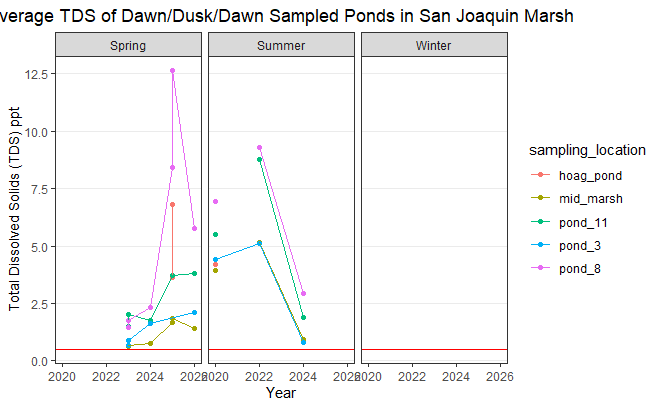 verage TDS of Dawn/Dusk/Dawn Sampled Ponds in San Joaquin Marsh
Spring
Summer
Winter
Total Dissolved Solids (TDS) ppt
12.5
10.0
7.5
5.0
2.5
0.0
2020 2022 2024 2026
2020 2022 2024 2026
2020 2022 2024 2026
Year
sampling_location
hoag_pond
mid_marsh
pond_11
pond_3
pond_8